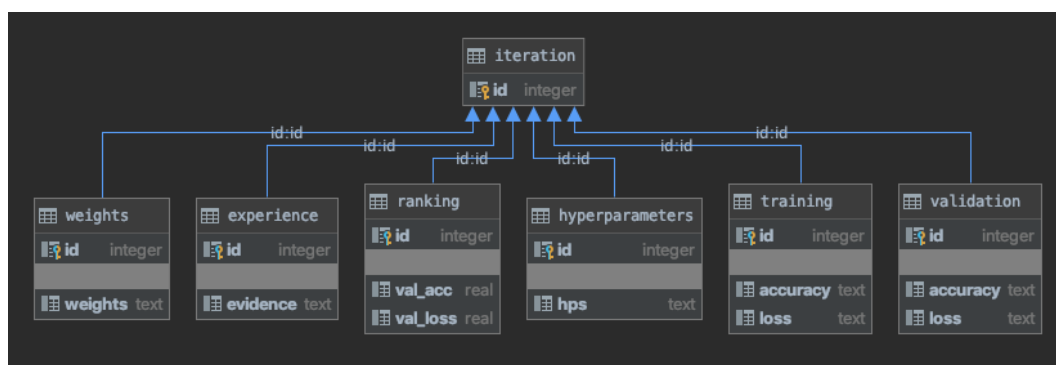 iteration
id integer
id:id
id:id
id:id
id:id
id:id
id:id
weights
id integer
weights text
experience
id integer
evidence text
ranking
id integer
val_acc real
val_loss real
hyperparameters
id integer
hps text
training
id integer
accuracy text
loss text
validation
id integer
accuracy text
loss text